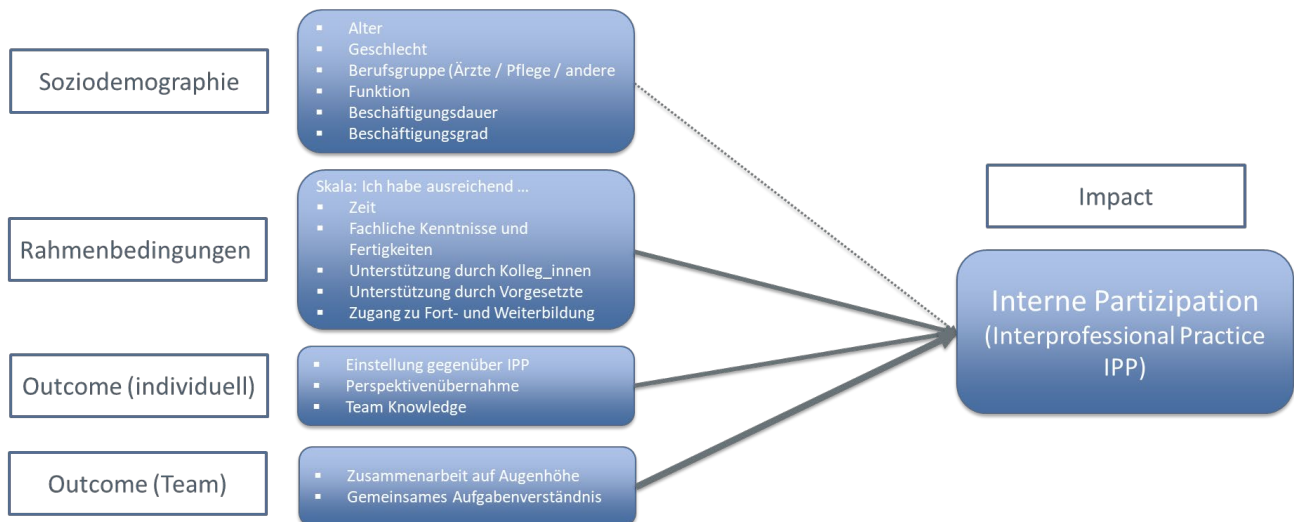 Soziodemographie
▪ Alter
▪ Geschlecht
▪ Berufsgruppe (Ärzte / Pflege / andere
▪ Funktion
▪ Beschäftigungsdauer
▪ Beschäftigungsgrad
Rahmenbedingungen
Skala: Ich habe ausreichend ...
▪ Zeit
▪ Fachliche Kenntnisse und
Fertigkeiten
▪ Unterstützung durch Kolleg_innen
▪ Unterstützung durch Vorgesetzte
▪ Zugang zu Fort- und Weiterbildung
Outcome (individuell)
▪ Einstellung gegenüber IPP
▪ Perspektivenübernahme
▪ Team Knowledge
Outcome (Team)
▪ Zusammenarbeit auf Augenhöhe
▪ Gemeinsames Aufgabenverständnis
Impact
Interne Partizipation
(Interprofessional Practice
IPP)